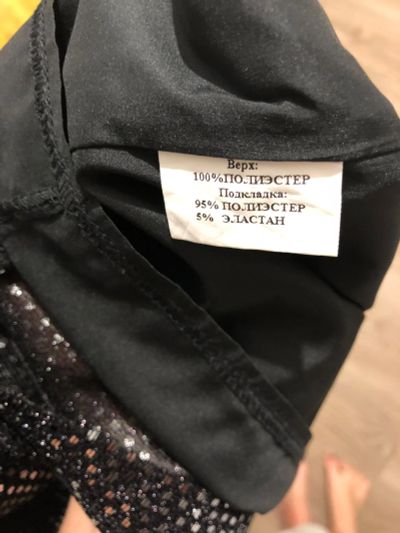 Верх:
100%ПОЛИЭСТЕР
Подкладка:
95% ПОЛИЭСТЕР
5% ЭЛАСТАН